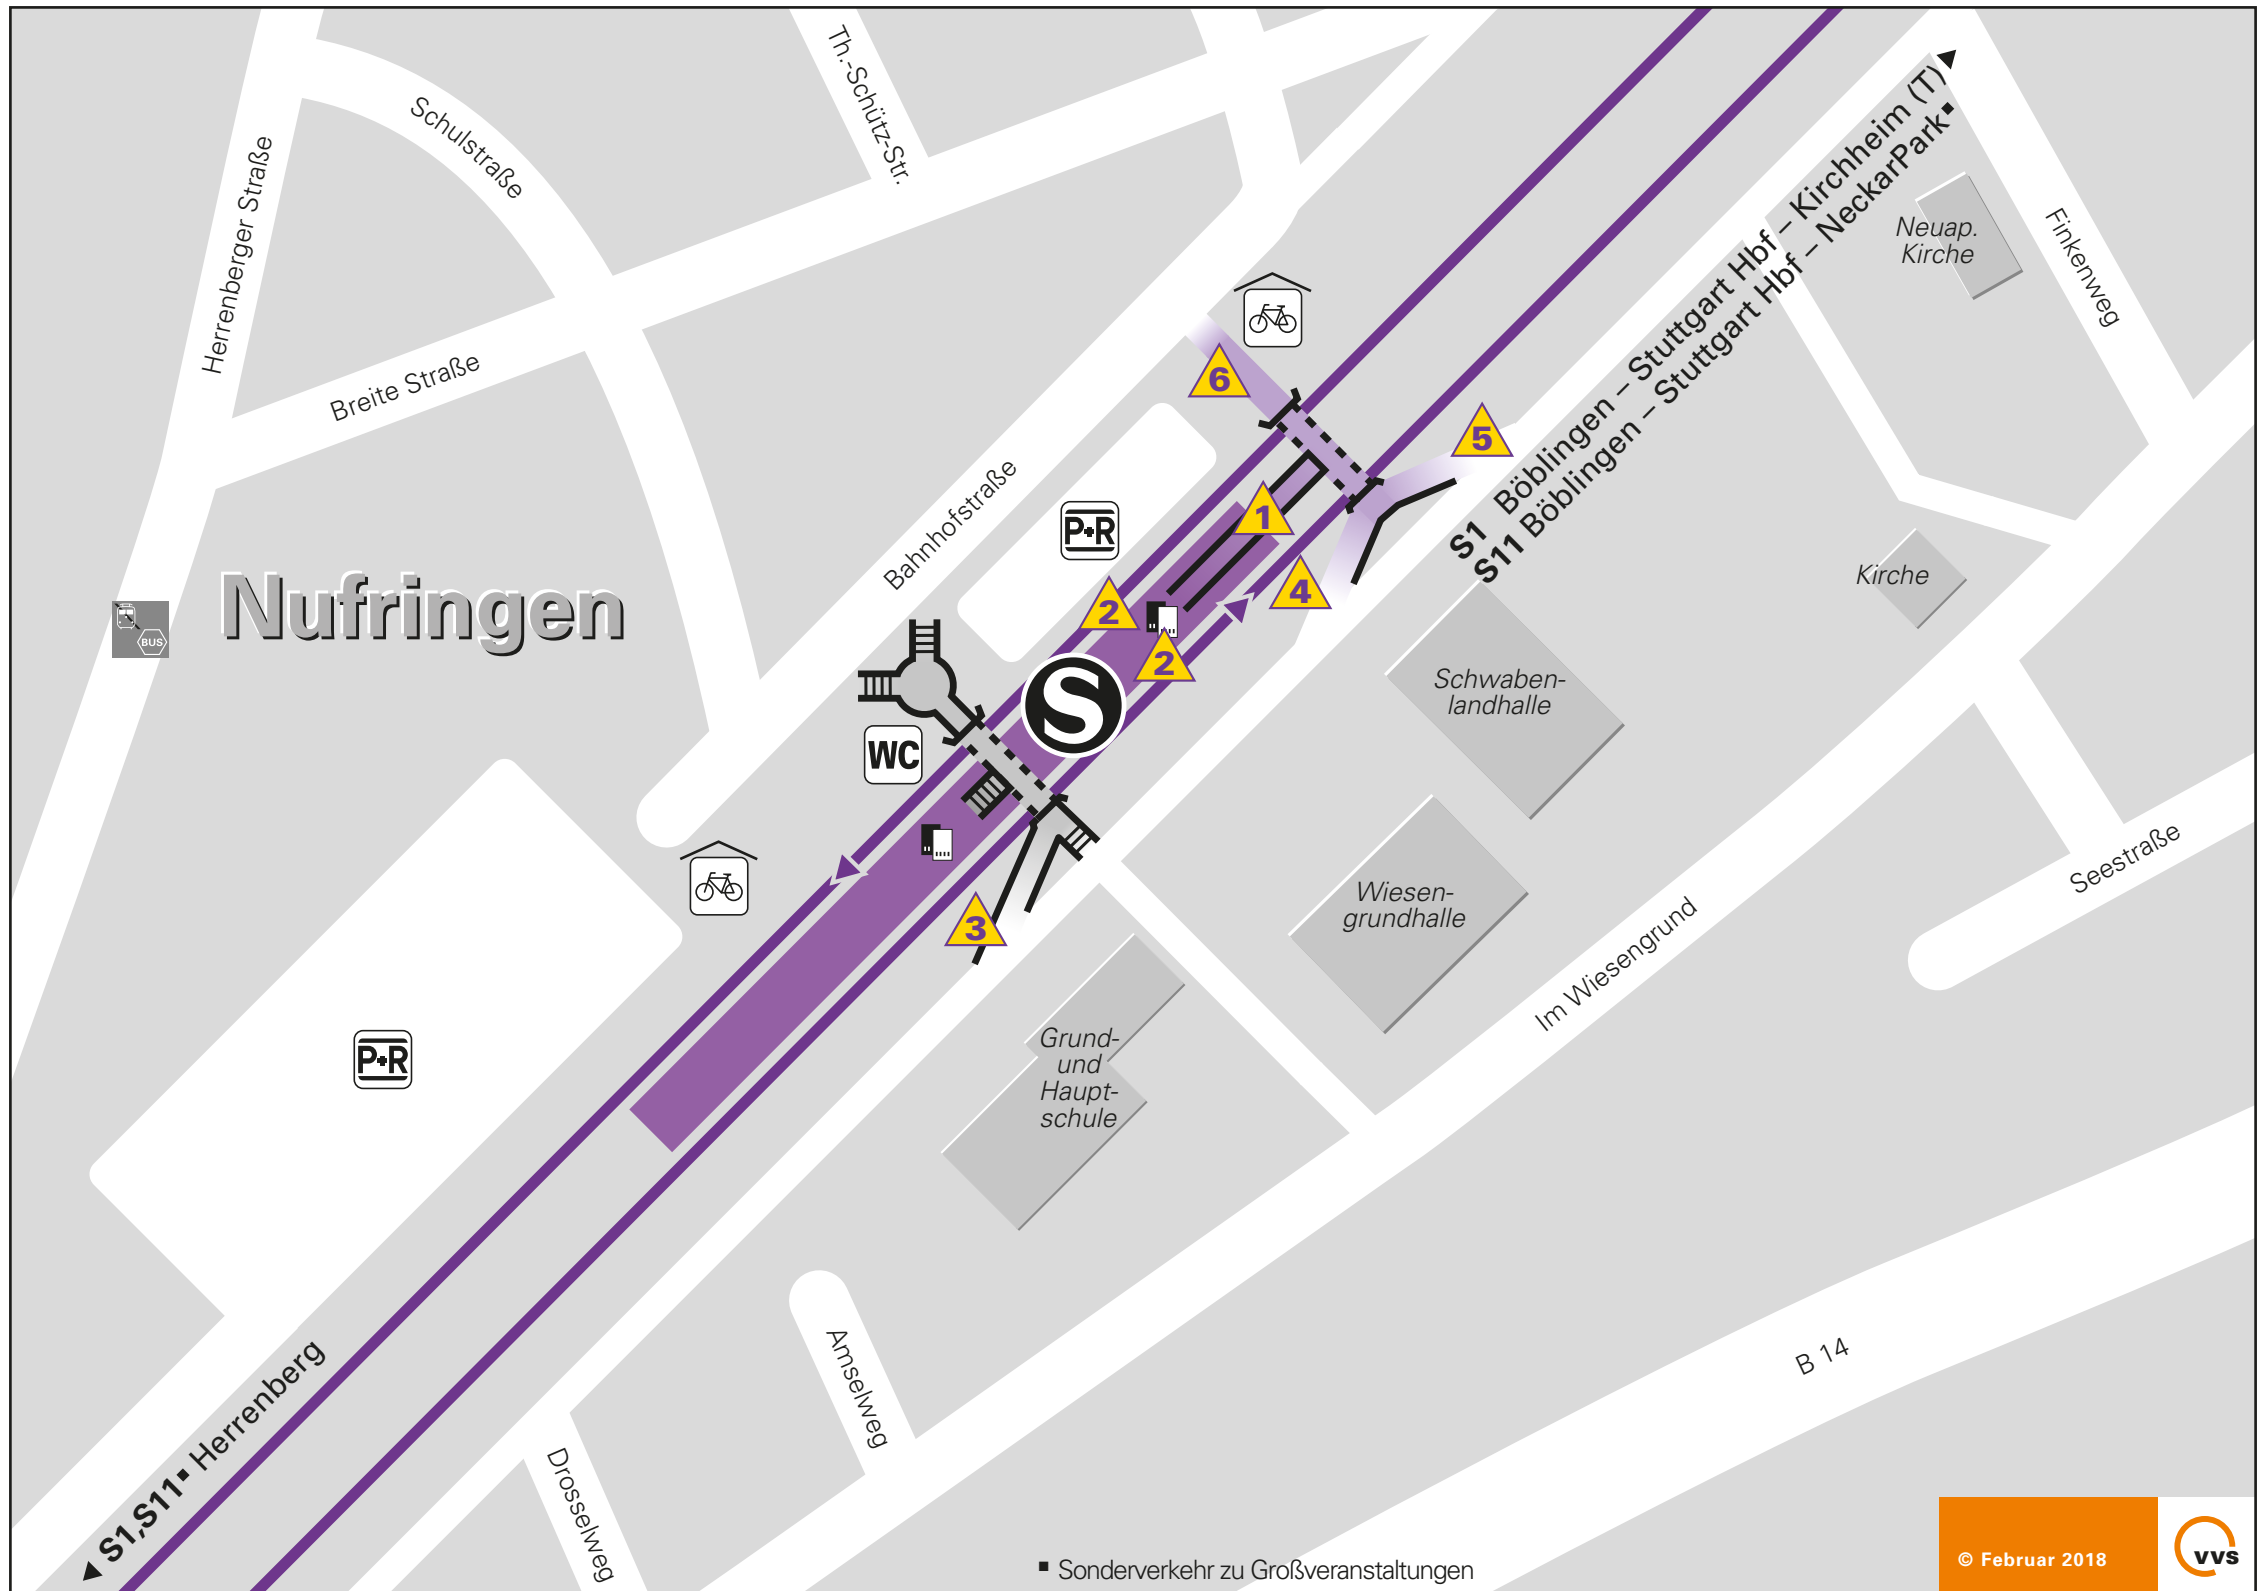 Th.-Schütz-Str.
Schulstraße
Herrenberger Straße
Breite Straße
Bahnhofstraße
Nufringen
BUS
P+R
WC
P+R
S
6
5
1
2
4
2
3
S1 Böblingen – Stuttgart Hbf – Kirchheim (T)
S11 Böblingen – Stuttgart Hbf – NeckarPark▪
Neuap.
Kirche
Finkenweg
Kirche
Schwaben-
landhalle
Wiesen-
grundhalle
Grund-
und
Haupt-
schule
Im Wiesengrund
Seestraße
B 14
Amselweg
Drosselweg
S1,S11▪ Herrenberg
▪ Sonderverkehr zu Großveranstaltungen
© Februar 2018
vvs